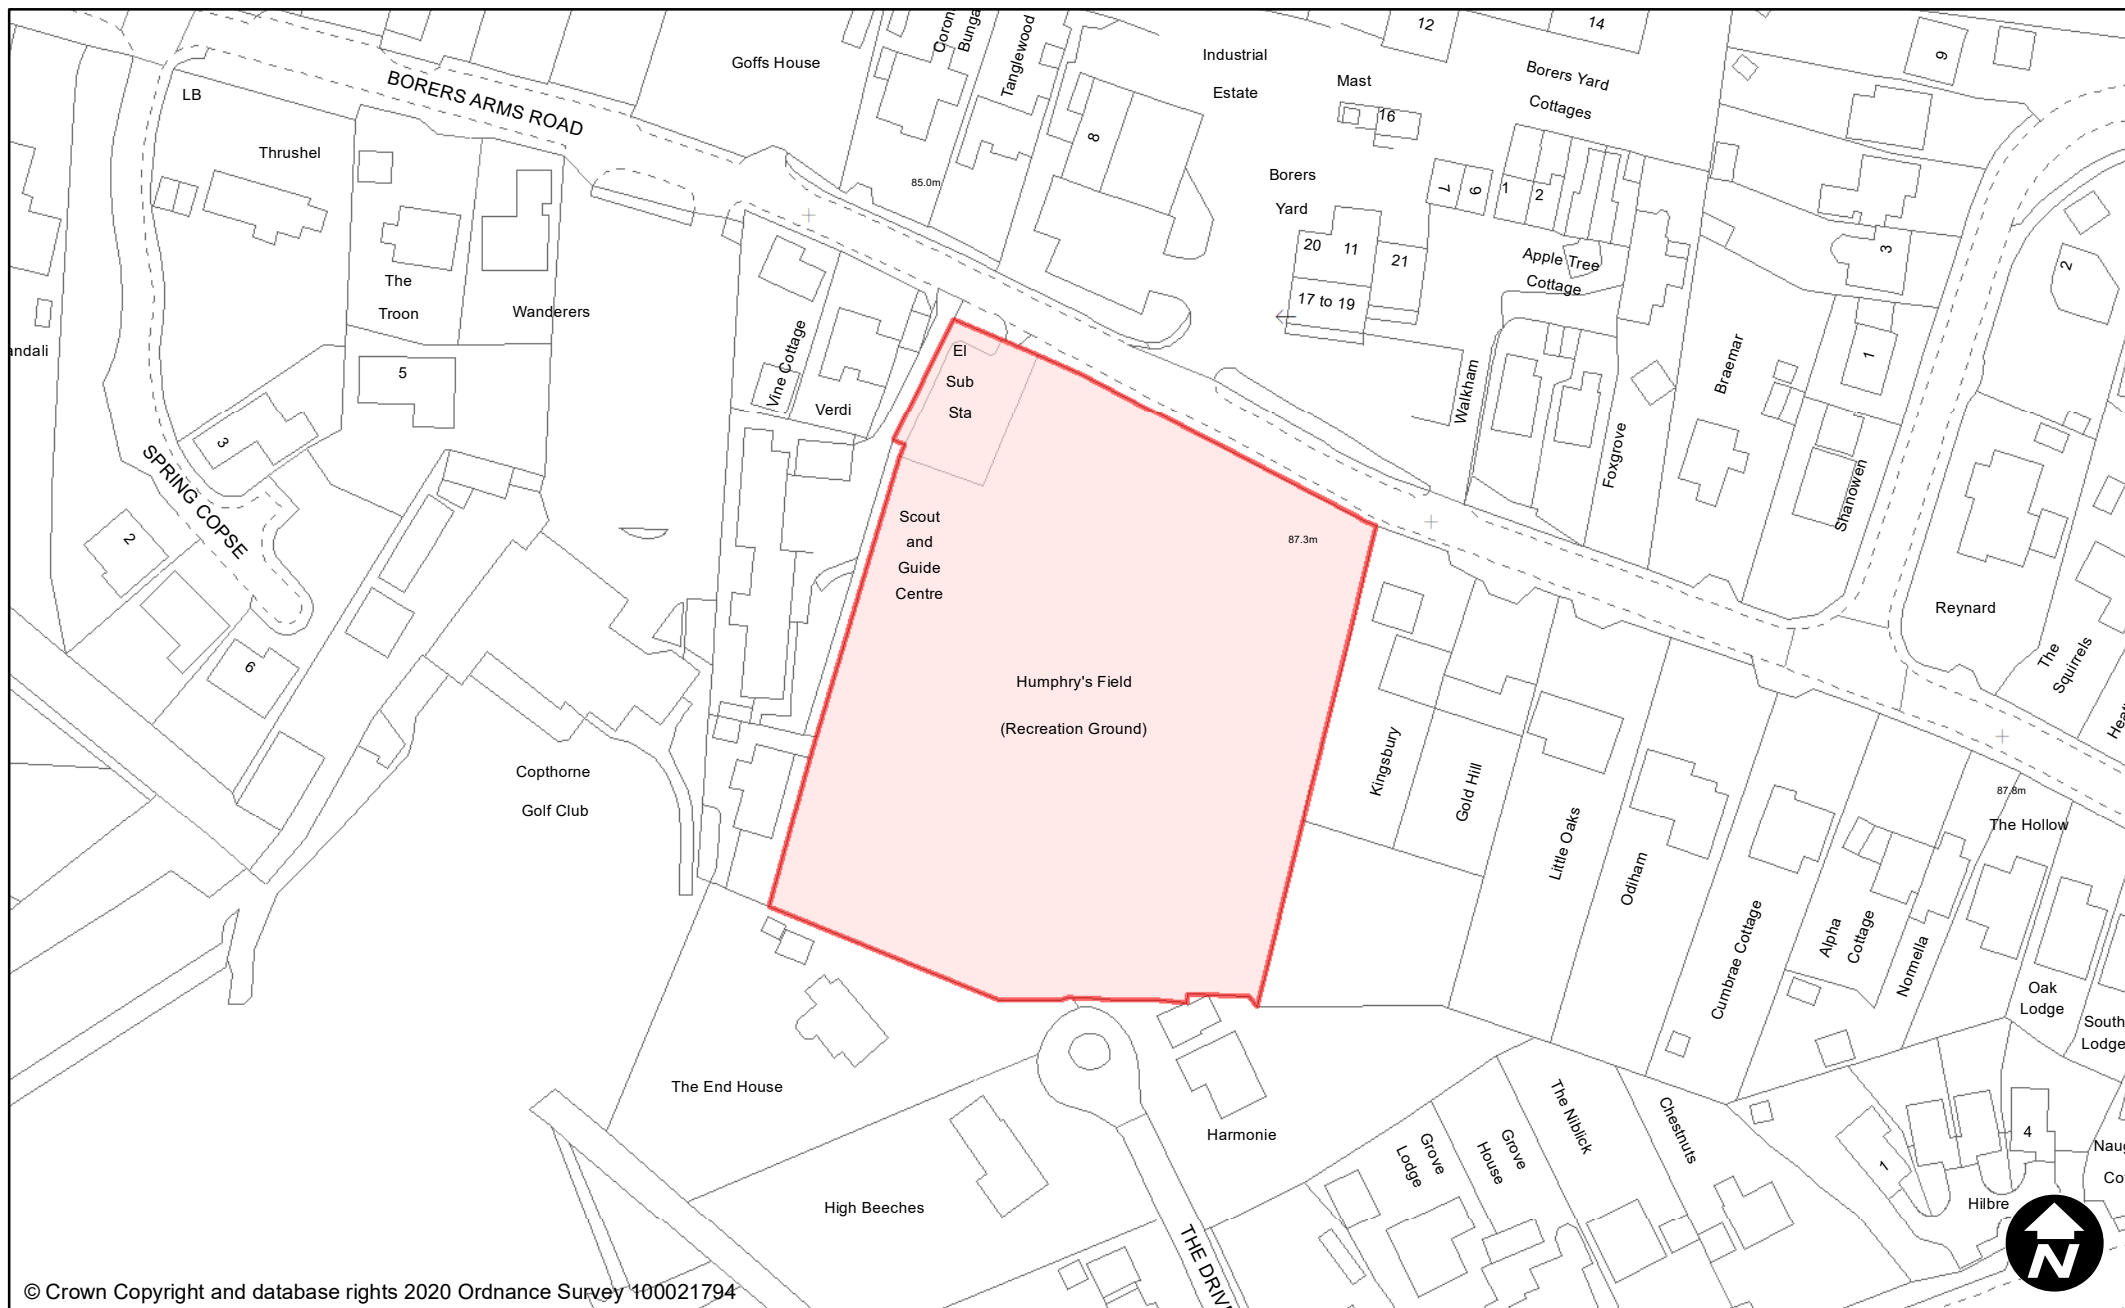 Goffs House
Tanglewood
Industrial
Estate
Mast
12
14
Borers Yard
Cottages
9
LB
BORERS ARMS ROAD
Thrushel
8
16
85.0m
Borers
Yard
7
6
1
2
3
2
20
11
21
17 to 19
Apple Tree
Cottage
The
Troon
Wanderers
Vine Cottage
Verdi
El
Sub
Sta
5
3
SPRING COPSE
2
6
Walkham
Foxgrove
Braemar
1
Shanowen
Reynard
The
Squirrels
Scout
and
Guide
Centre
87.3m
Humphry's Field
(Recreation Ground)
Copthorne
Golf Club
Kingsbury
Gold Hill
Little Oaks
Odiham
Cumbrae Cottage
Alpha
Cottage
Normella
87.8m
The Hollow
Oak
Lodge
South
Lodge
The End House
High Beeches
Harmonie
THE DRIV
Grove
Lodge
Grove
House
The Niblick
Chestnuts
1
4
Hilbre
N
© Crown Copyright and database rights 2020 Ordnance Survey 100021794